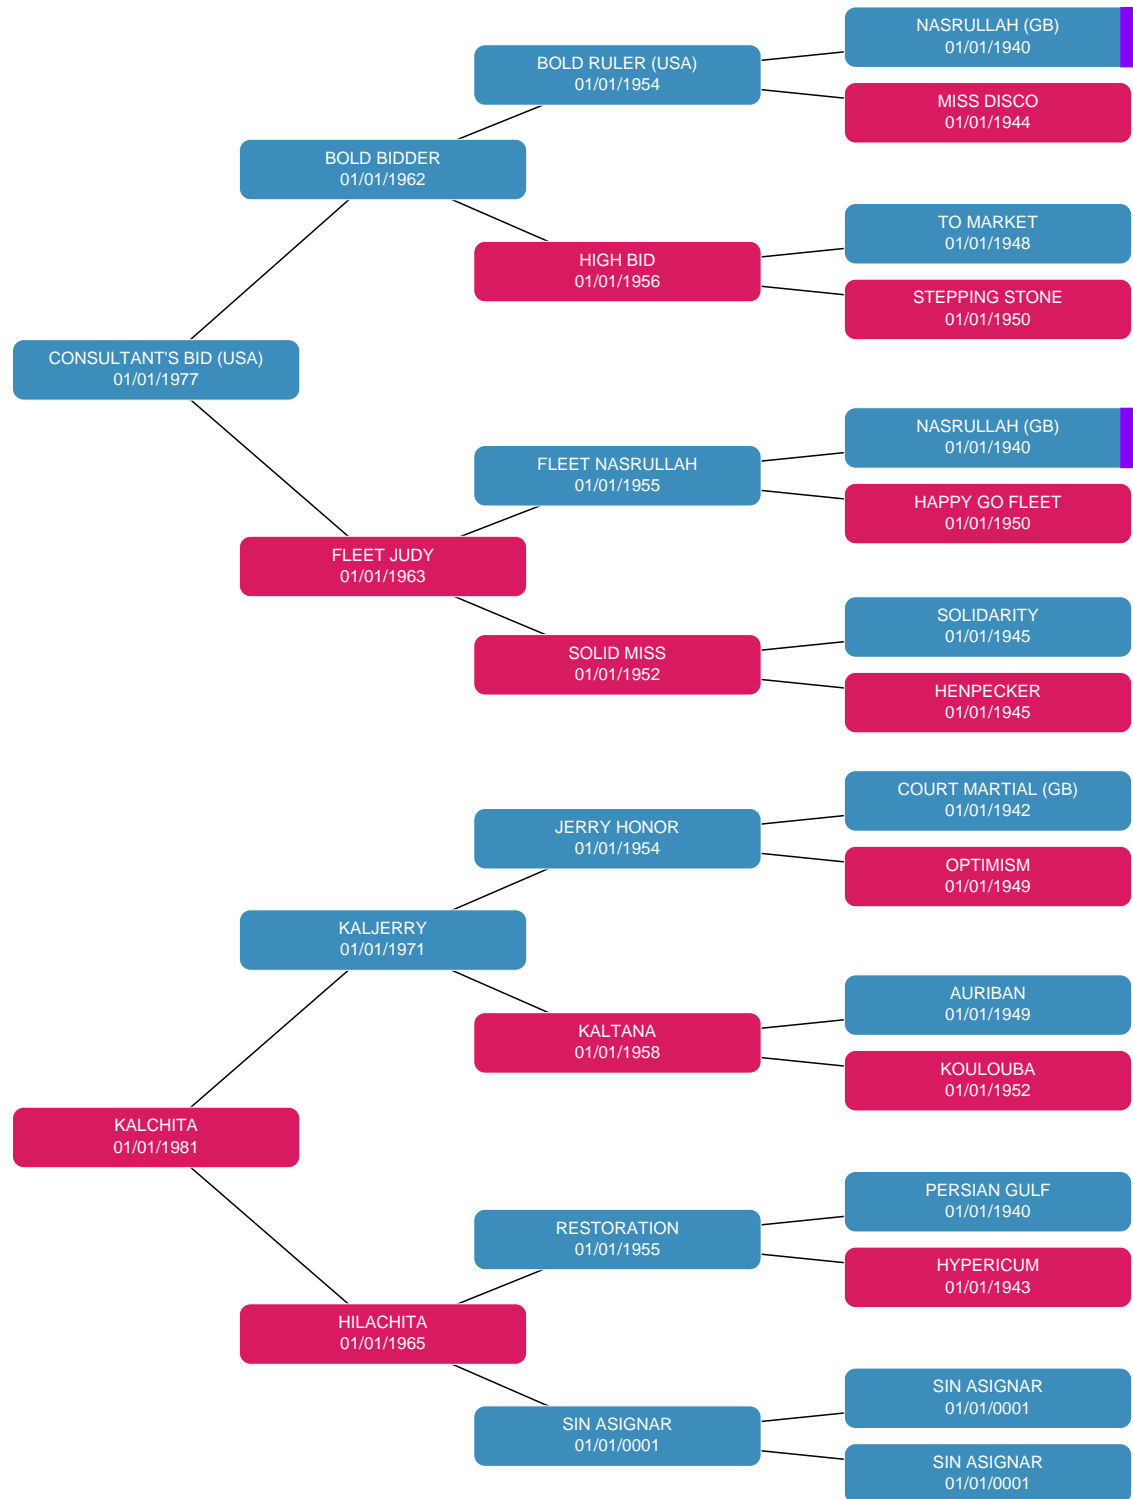 NASRULLAH (GB)
01/01/1940
BOLD RULER (USA)
01/01/1954
MISS DISCO
01/01/1944
BOLD BIDDER
01/01/1962
TO MARKET
01/01/1948
HIGH BID
01/01/1956
STEPPING STONE
01/01/1950
CONSULTANT'S BID (USA)
01/01/1977
NASRULLAH (GB)
01/01/1940
FLEET NASRULLAH
01/01/1955
HAPPY GO FLEET
01/01/1950
FLEET JUDY
01/01/1963
SOLIDARITY
01/01/1945
SOLID MISS
01/01/1952
HENPECKER
01/01/1945
COURT MARTIAL (GB)
01/01/1942
JERRY HONOR
01/01/1954
OPTIMISM
01/01/1949
KALJERRY
01/01/1971
AURIBAN
01/01/1949
KALTANA
01/01/1958
KOULOUBA
01/01/1952
KALCHITA
01/01/1981
PERSIAN GULF
01/01/1940
RESTORATION
01/01/1955
HYPERICUM
01/01/1943
HILACHITA
01/01/1965
SIN ASIGNAR
01/01/0001
SIN ASIGNAR
01/01/0001
SIN ASIGNAR
01/01/0001